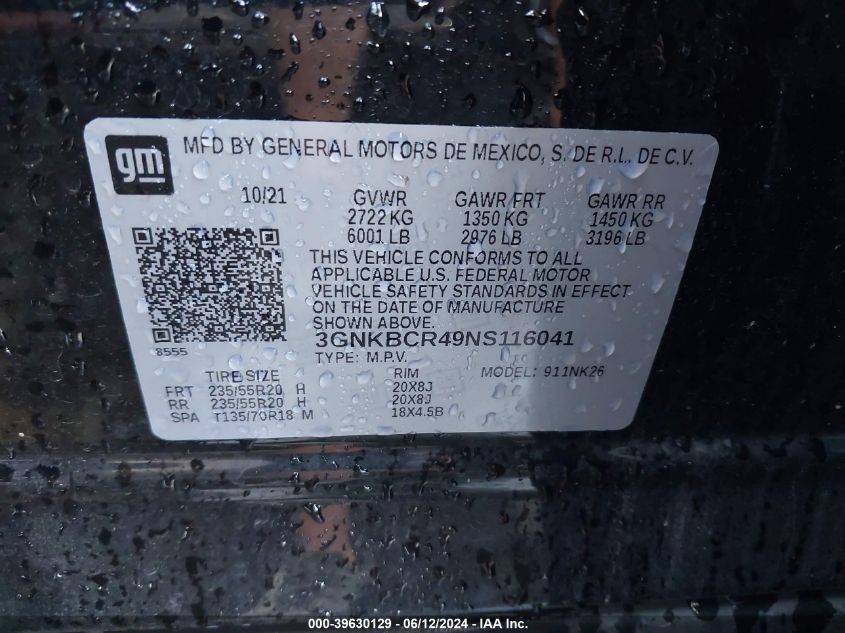 gm MFD BY GENERAL MOTORS DE MEXICO, S. DE R.L. DE C.V.
10/21 GVWR GAWR FRT GAWR RR
2722 KG 1350 KG 1450 KG
6001 LB 2976 LB 3196 LB
THIS VEHICLE CONFORMS TO ALL
APPLICABLE U.S. FEDERAL MOTOR
VEHICLE SAFETY STANDARDS IN EFFECT
ON THE DATE OF MANUFACTURE
SHOWN ABOVE.
3GNKBCR49NS116041
8555 TYPE: M.P.V.
TIRE SIZE RIM MODEL: 911NK26
FRT 235/55R20 H 20X8J
RR 235/55R20 H 20X8J
SPA T135/70R18 M 18X4.5B
000-39630129 - 06/12/2024 - IAA Inc.